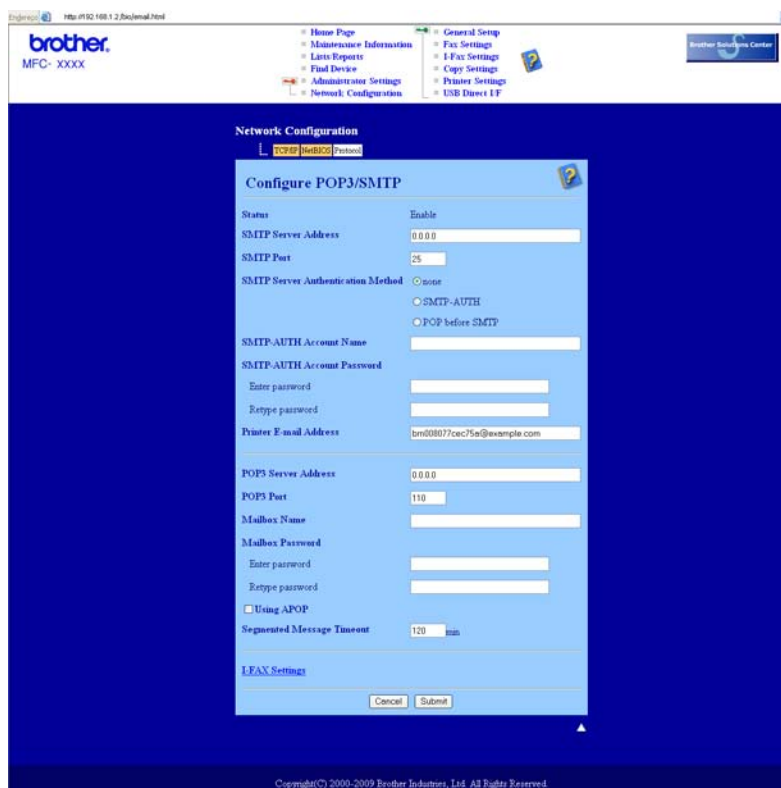 Endereço http://192.168.1.2/bio/email.html
brother.
MFC- XXXX
Home Page
Maintenance Information
Lists/Reports
Find Device
Administrator Settings
Network Configuration
General Setup
Fax Settings
I-Fax Settings
Copy Settings
Printer Settings
USB Direct I/F
Brother Solutions Center
Network Configuration
TCP/IP NetBIOS Protocol
Configure POP3/SMTP
Status Enable
SMTP Server Address 0.0.0.0
SMTP Port 25
SMTP Server Authentication Method none
SMTP-AUTH
POP before SMTP
SMTP-AUTH Account Name
SMTP-AUTH Account Password
Enter password
Retype password
Printer E-mail Address brn008077cec75a@example.com
POP3 Server Address 0.0.0.0
POP3 Port 110
Mailbox Name
Mailbox Password
Enter password
Retype password
Using APOP
Segmented Message Timeout 120 min
I-FAX Settings
Cancel Submit
Copyright(C) 2000-2009 Brother Industries, Ltd. All Rights Reserved.